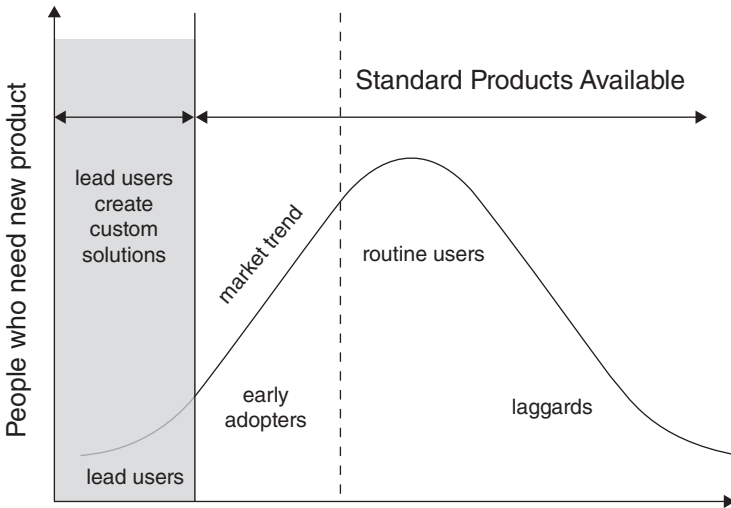 People who need new product
Standard Products Available
lead users
create
custom
solutions
market trend
routine users
early
adopters
laggards
lead users